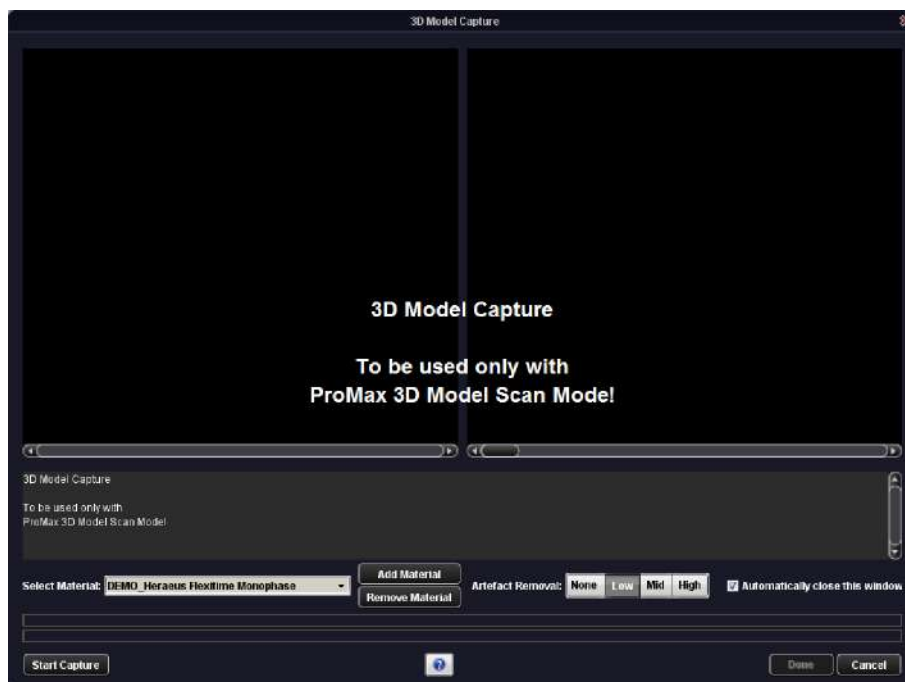 3D Model Capture
3D Model Capture
To be used only with
ProMax 3D Model Scan Mode!
3D Model Capture
To be used only with
ProMax 3D Model Scan Mode!
Select Material: DEMO_Heraeus Flexitime Monophase
Add Material
Remove Material
Artefact Removal: None Low Mid High
Automatically close this window
Start Capture
?
Done
Cancel